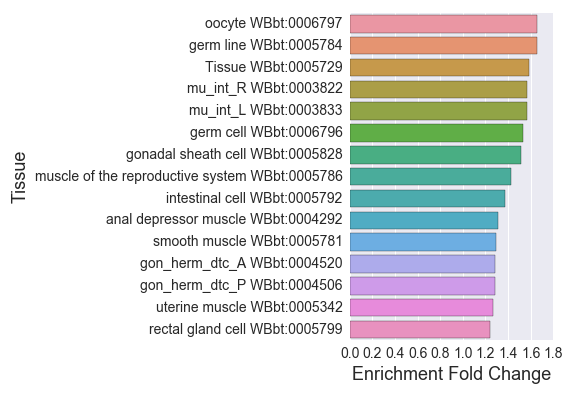 oocyte WBbt:0006797
germ line WBbt:0005784
Tissue WBbt:0005729
mu_int_R WBbt:0003822
mu_int_L WBbt:0003833
germ cell WBbt:0006796
gonadal sheath cell WBbt:0005828
muscle of the reproductive system WBbt:0005786
intestinal cell WBbt:0005792
anal depressor muscle WBbt:0004292
smooth muscle WBbt:0005781
gon_herm_dtc_A WBbt:0004520
gon_herm_dtc_P WBbt:0004506
uterine muscle WBbt:0005342
rectal gland cell WBbt:0005799
Tissue
0.0 0.2 0.4 0.6 0.8 1.0 1.2 1.4 1.6 1.8
Enrichment Fold Change